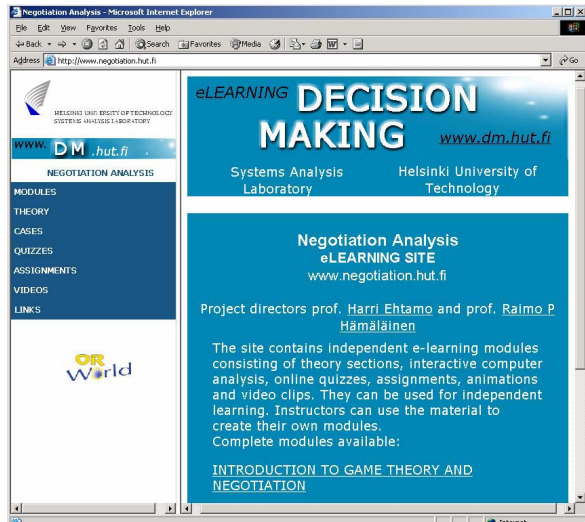 Negotiation Analysis - Microsoft Internet Explorer
File Edit View Favorites Tools Help
Back Search Favorites Media
Address http://www.negotiation.hut.fi Go
HELSINKI UNIVERSITY OF TECHNOLOGY
SYSTEMS ANALYSIS LABORATORY
www. DM .hut.fi
NEGOTIATION ANALYSIS
MODULES
THEORY
CASES
QUIZZES
ASSIGNMENTS
VIDEOS
LINKS
OR
World
eLEARNING DECISION
MAKING www.dm.hut.fi
Systems Analysis
Laboratory
Helsinki University of
Technology
Negotiation Analysis
eLEARNING SITE
www.negotiation.hut.fi
Project directors prof. Harri Ehtamo and prof. Raimo P
Hämäläinen
The site contains independent e-learning modules
consisting of theory sections, interactive computer
analysis, online quizzes, assignments, animations
and video clips. They can be used for independent
learning. Instructors can use the material to
create their own modules.
Complete modules available:
INTRODUCTION TO GAME THEORY AND
NEGOTIATION
Internet